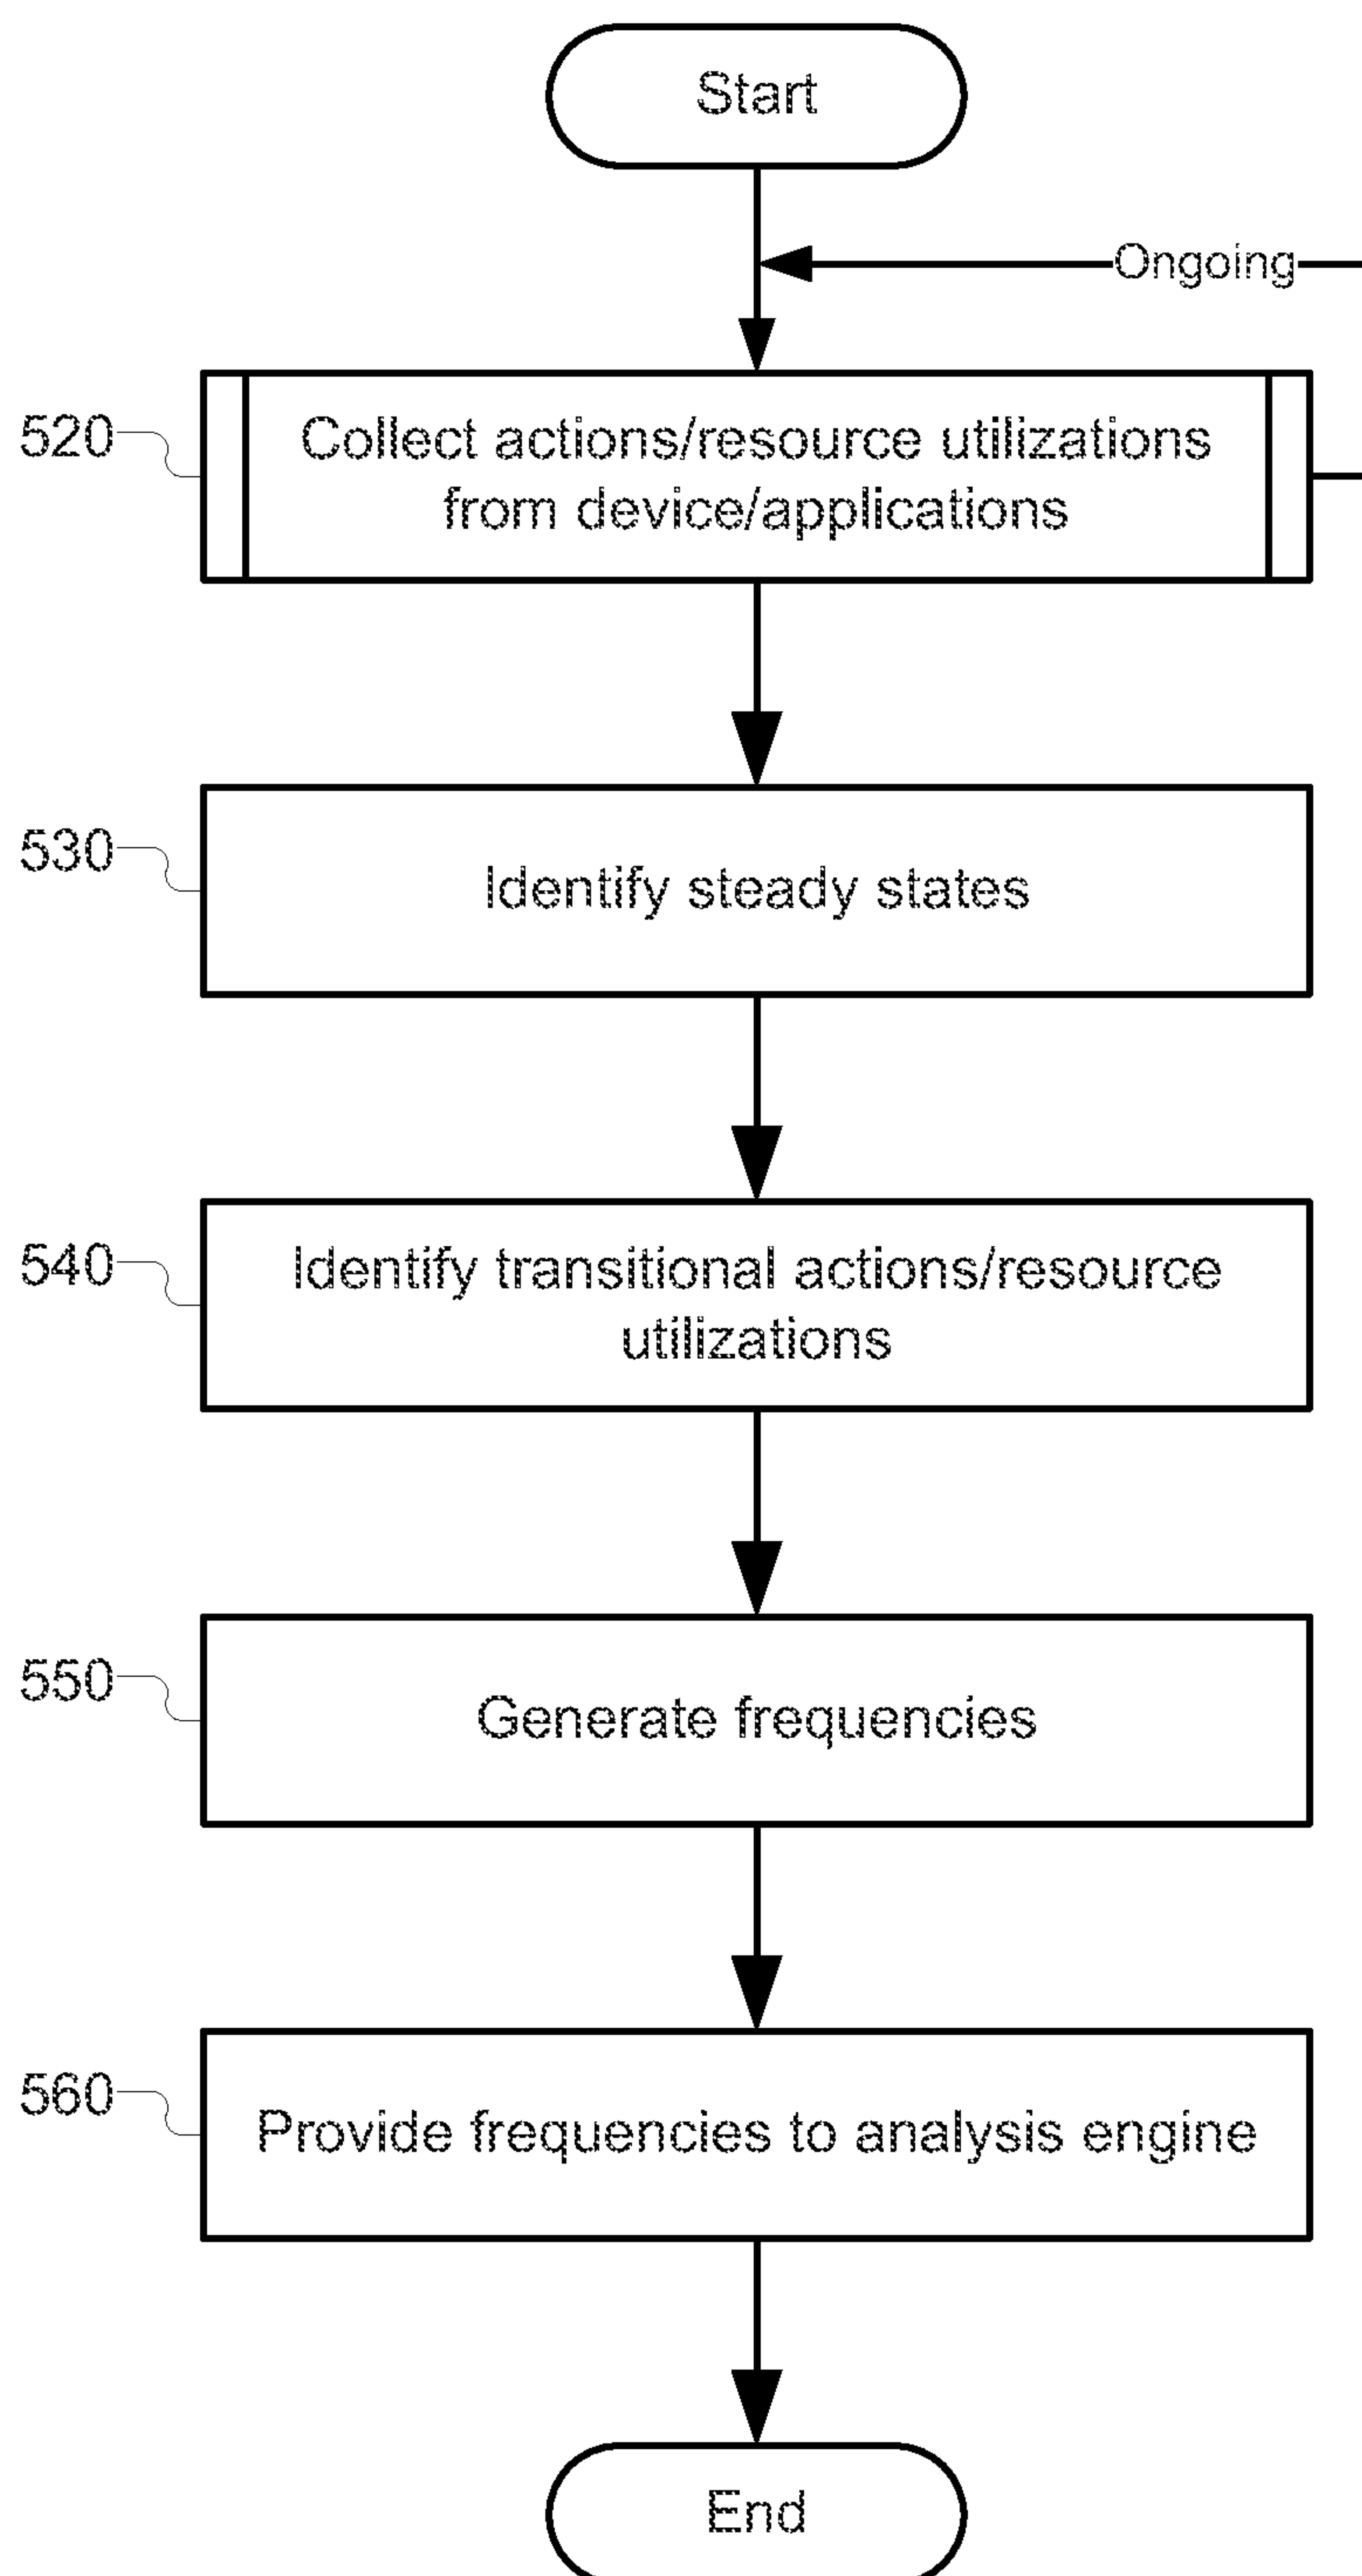 Start
Ongoing
520
Collect actions/resource utilizations
from device/applications
530
Identify steady states
540
Identify transitional actions/resource
utilizations
550
Generate frequencies
560
Provide frequencies to analysis engine
End